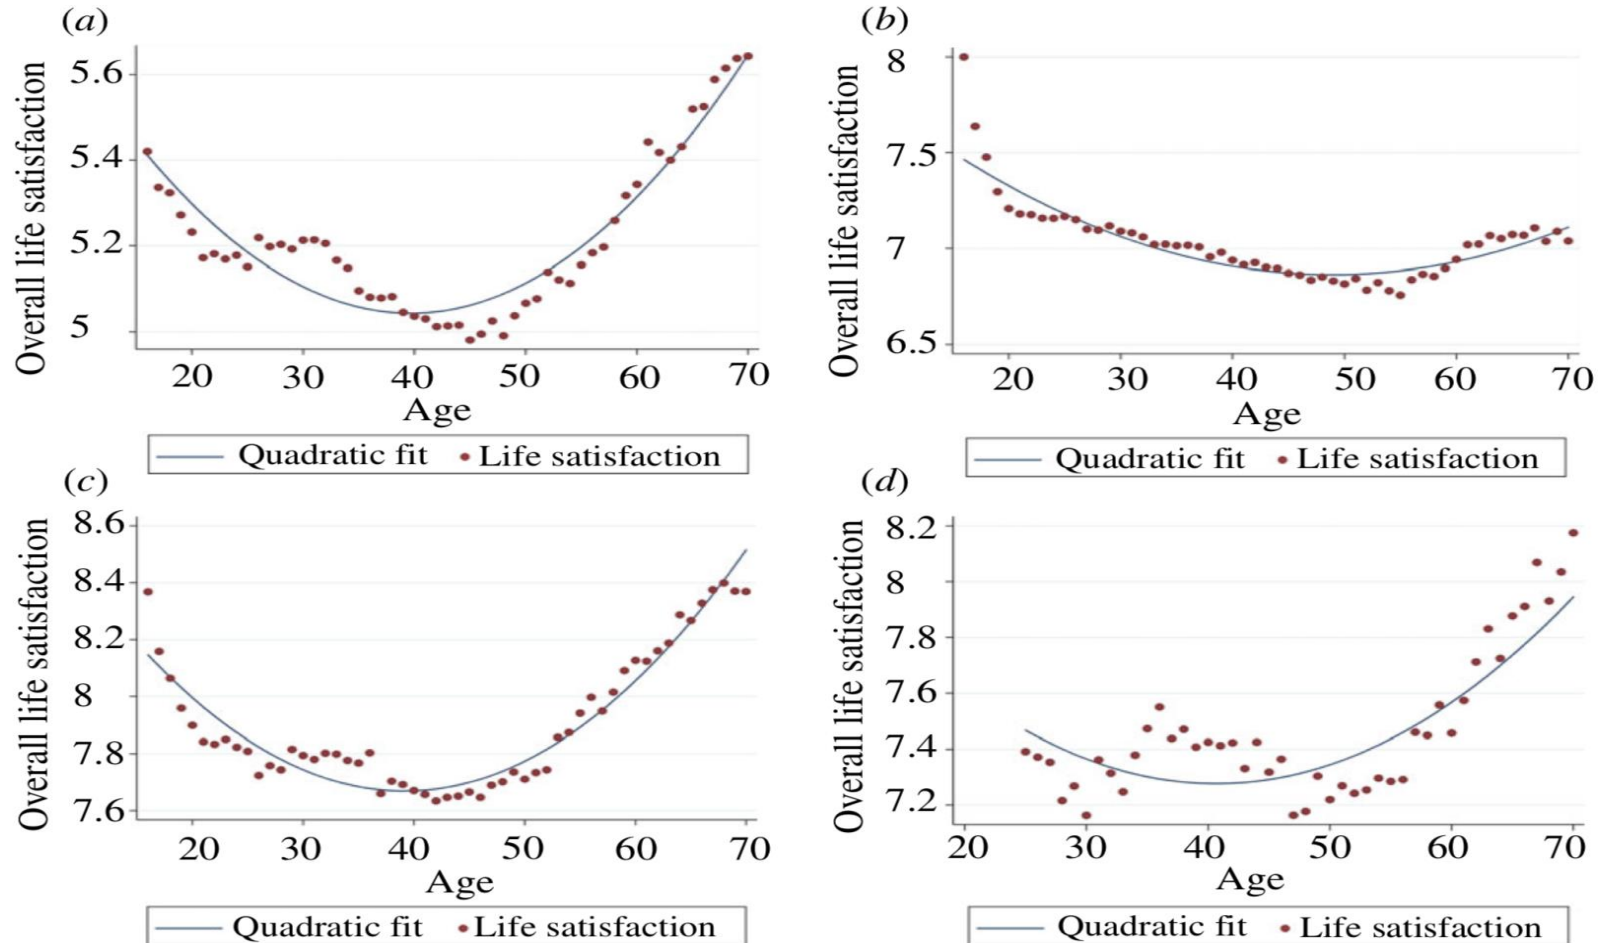 (a)
Overall life satisfaction
5.6
5.4
5.2
5
20 30 40 50 60 70
Age
Quadratic fit Life satisfaction
(b)
Overall life satisfaction
8
7.5
7
6.5
20 30 40 50 60 70
Age
Quadratic fit Life satisfaction
(c)
Overall life satisfaction
8.6
8.4
8.2
8
7.8
7.6
20 30 40 50 60 70
Age
Quadratic fit Life satisfaction
(d)
Overall life satisfaction
8.2
8
7.8
7.6
7.4
7.2
20 30 40 50 60 70
Age
Quadratic fit Life satisfaction